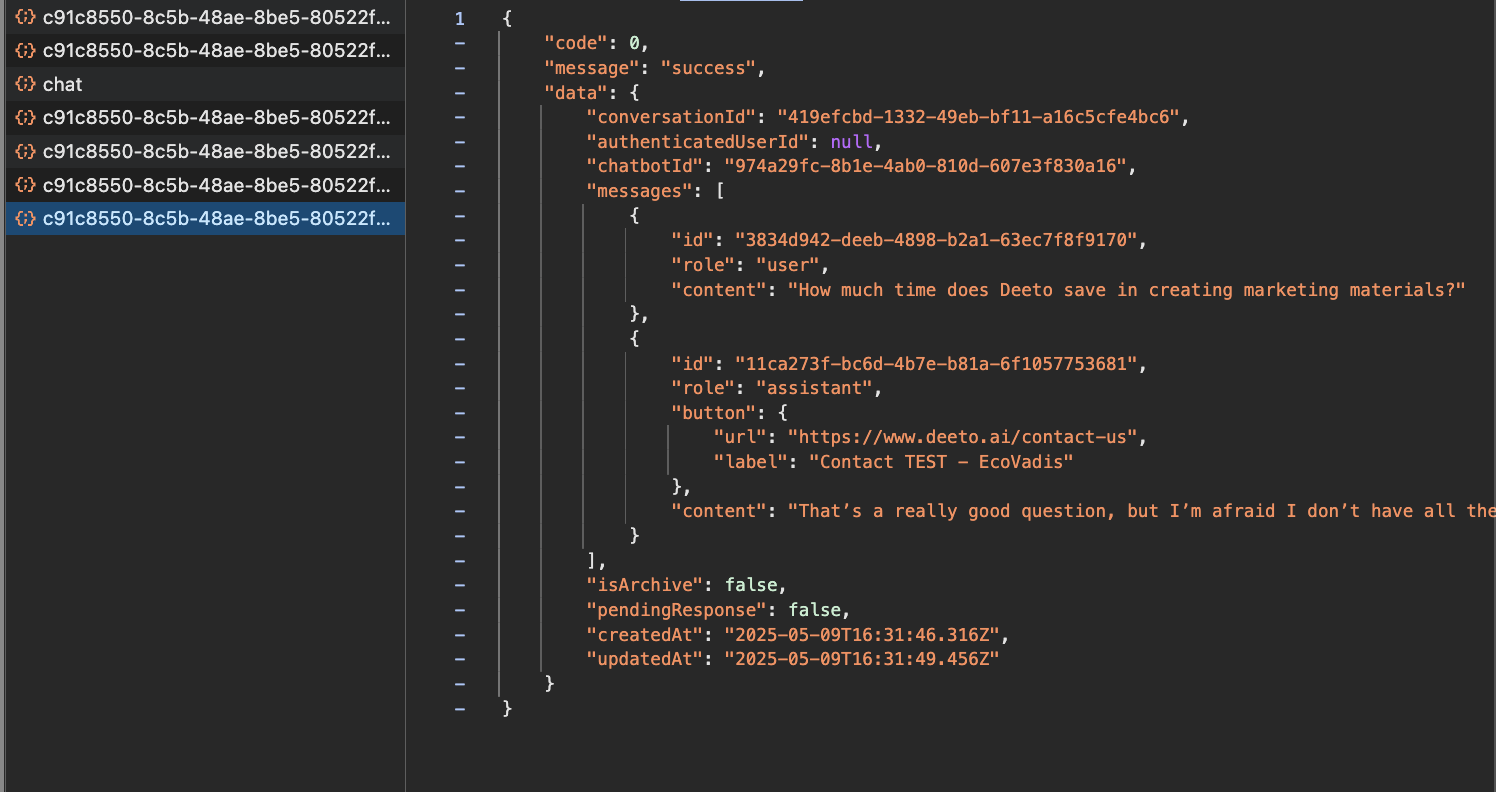 c91c8550-8c5b-48ae-8be5-80522f...
c91c8550-8c5b-48ae-8be5-80522f...
chat
c91c8550-8c5b-48ae-8be5-80522f...
c91c8550-8c5b-48ae-8be5-80522f...
c91c8550-8c5b-48ae-8be5-80522f...
c91c8550-8c5b-48ae-8be5-80522f...
1 {
- "code": 0,
- "message": "success",
- "data": {
- "conversationId": "419efcbd-1332-49eb-bf11-a16c5cfe4bc6",
- "authenticatedUserId": null,
- "chatbotId": "974a29fc-8b1e-4ab0-810d-607e3f830a16",
- "messages": [
- {
- "id": "3834d942-deeb-4898-b2a1-63ec7f8f9170",
- "role": "user",
- "content": "How much time does Deeto save in creating marketing materials?"
- },
- {
- "id": "11ca273f-bc6d-4b7e-b81a-6f1057753681",
- "role": "assistant",
- "button": {
- "url": "https://www.deeto.ai/contact-us",
- "label": "Contact TEST - EcoVadis"
- },
- "content": "That’s a really good question, but I’m afraid I don’t have all the
- }
- ],
- "isArchive": false,
- "pendingResponse": false,
- "createdAt": "2025-05-09T16:31:46.316Z",
- "updatedAt": "2025-05-09T16:31:49.456Z"
- }
- }